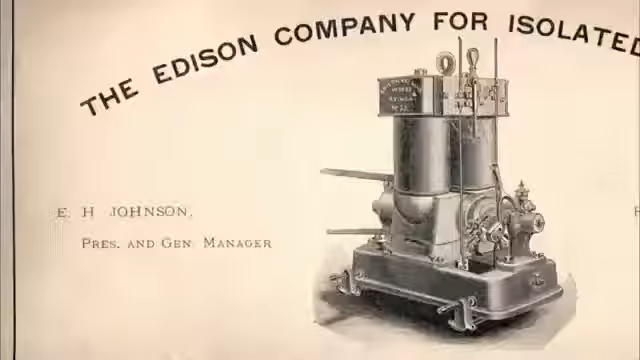 THE EDISON COMPANY FOR ISOLATED
E. H JOHNSON,
PRES. AND GEN. MANAGER